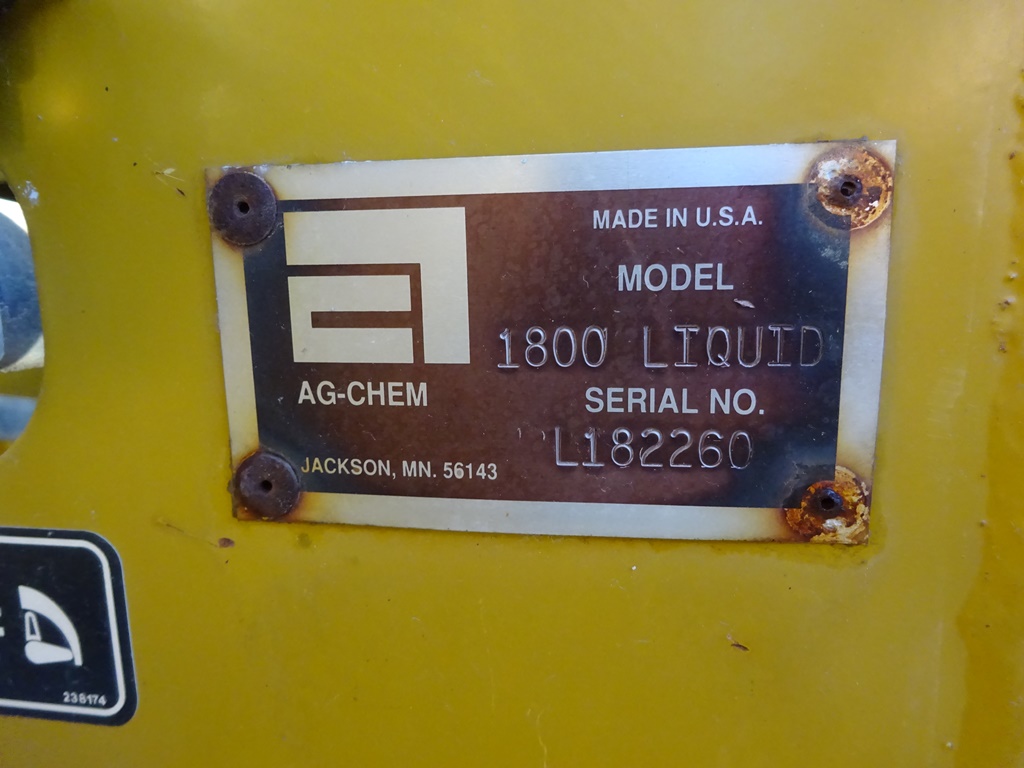 MADE IN U.S.A.
MODEL
1800 LIQUID
AG-CHEM
SERIAL NO.
L182260
JACKSON, MN. 56143
238174